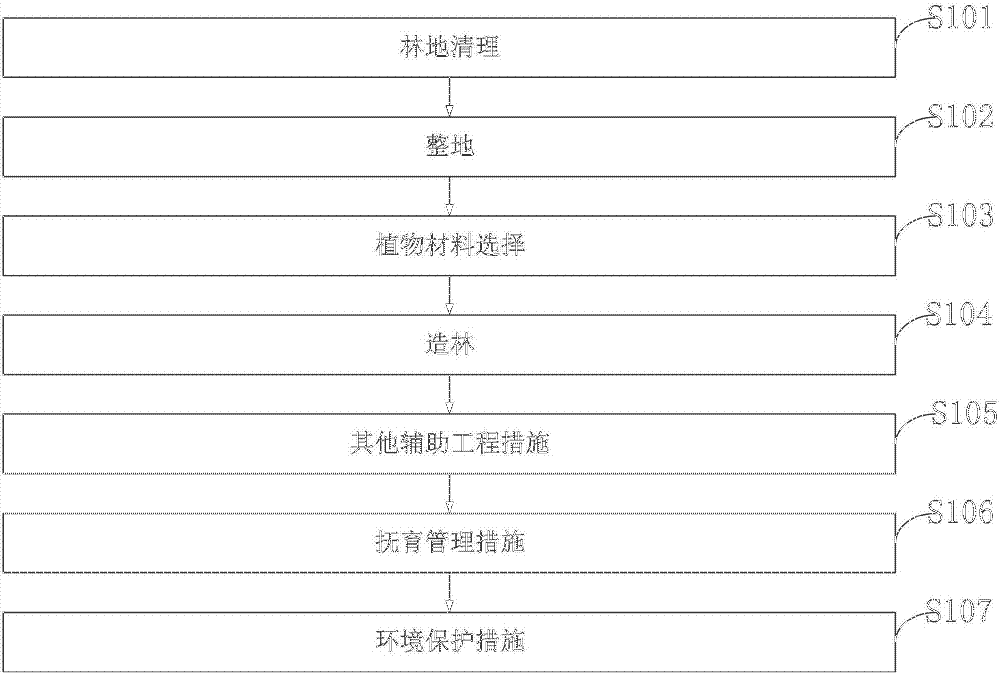 S101
林地清理
S102
整地
S103
植物材料选择
S104
造林
S105
其他辅助工程措施
S106
抚育管理措施
S107
环境保护措施